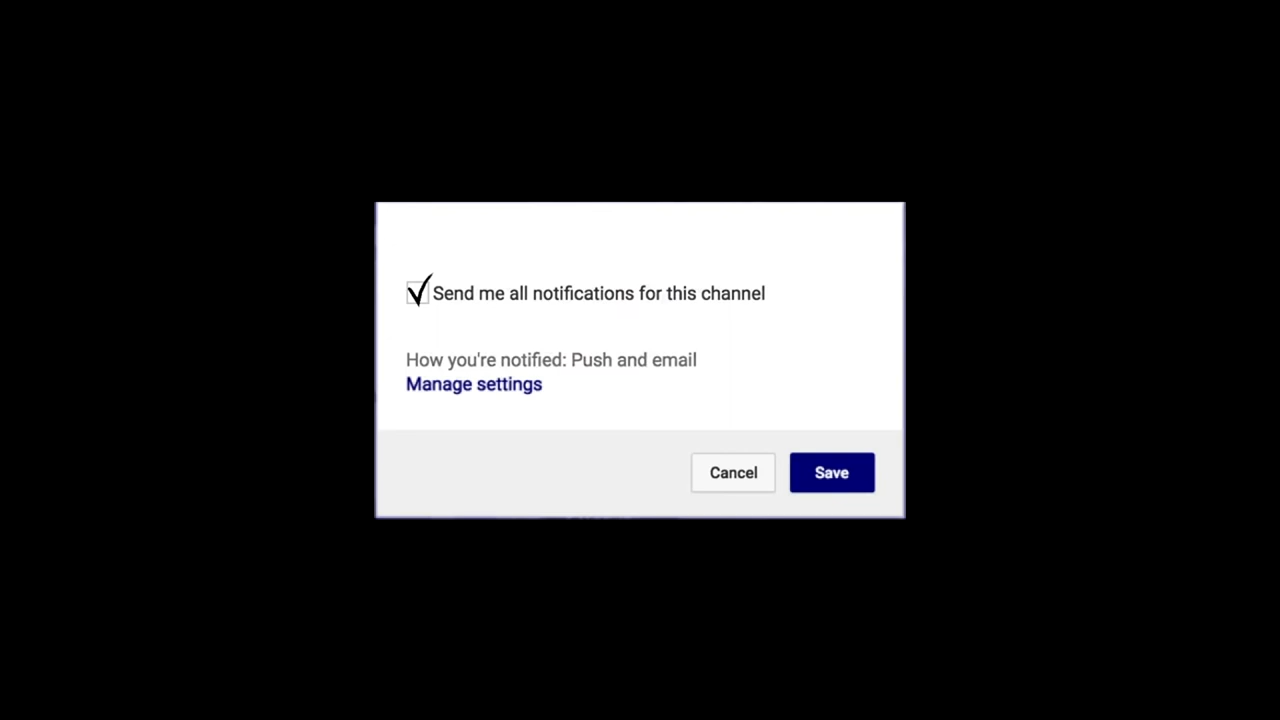 Send me all notifications for this channel
How you're notified: Push and email
Manage settings
Cancel
Save